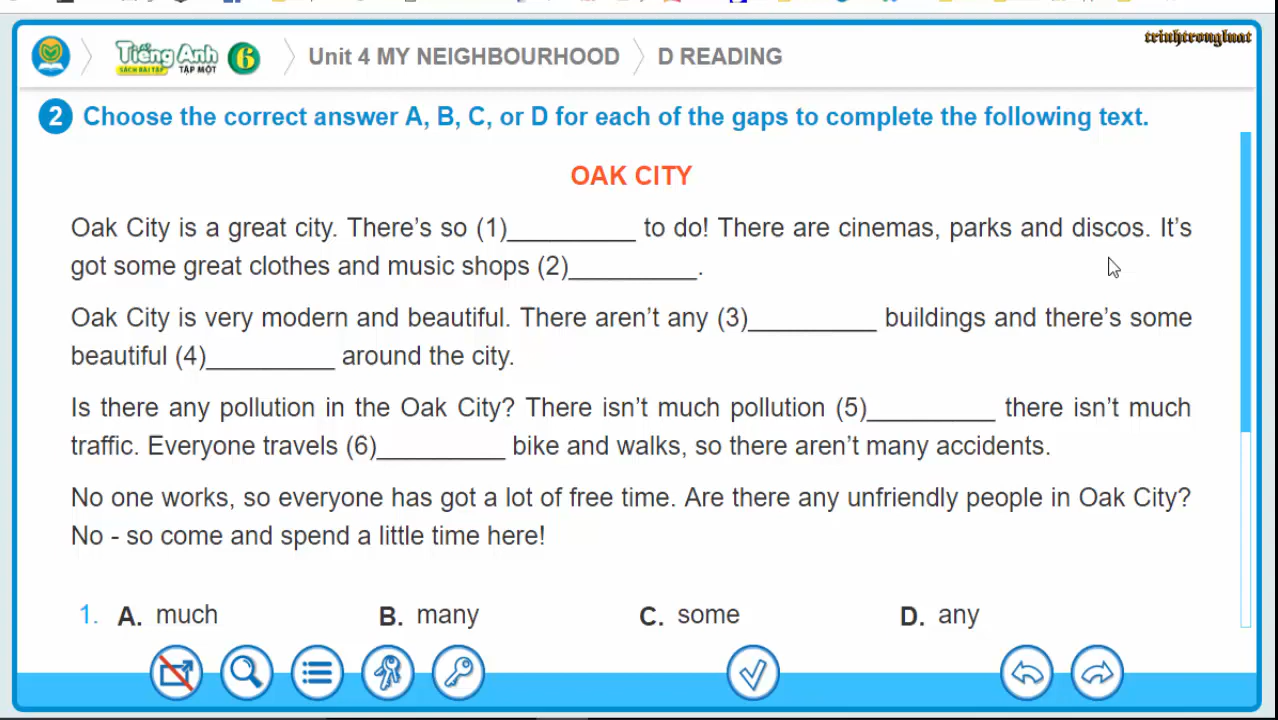 trinhtrongluat
Tiếng Anh 6
SÁCH BÀI TẬP TẬP MỘT
Unit 4 MY NEIGHBOURHOOD
D READING
2 Choose the correct answer A, B, C, or D for each of the gaps to complete the following text.
OAK CITY
Oak City is a great city. There's so (1)_________ to do! There are cinemas, parks and discos. It's
got some great clothes and music shops (2)_________.
Oak City is very modern and beautiful. There aren't any (3)_________ buildings and there's some
beautiful (4)_________ around the city.
Is there any pollution in the Oak City? There isn't much pollution (5)_________ there isn't much
traffic. Everyone travels (6)_________ bike and walks, so there aren't many accidents.
No one works, so everyone has got a lot of free time. Are there any unfriendly people in Oak City?
No - so come and spend a little time here!
1. A. much B. many C. some D. any